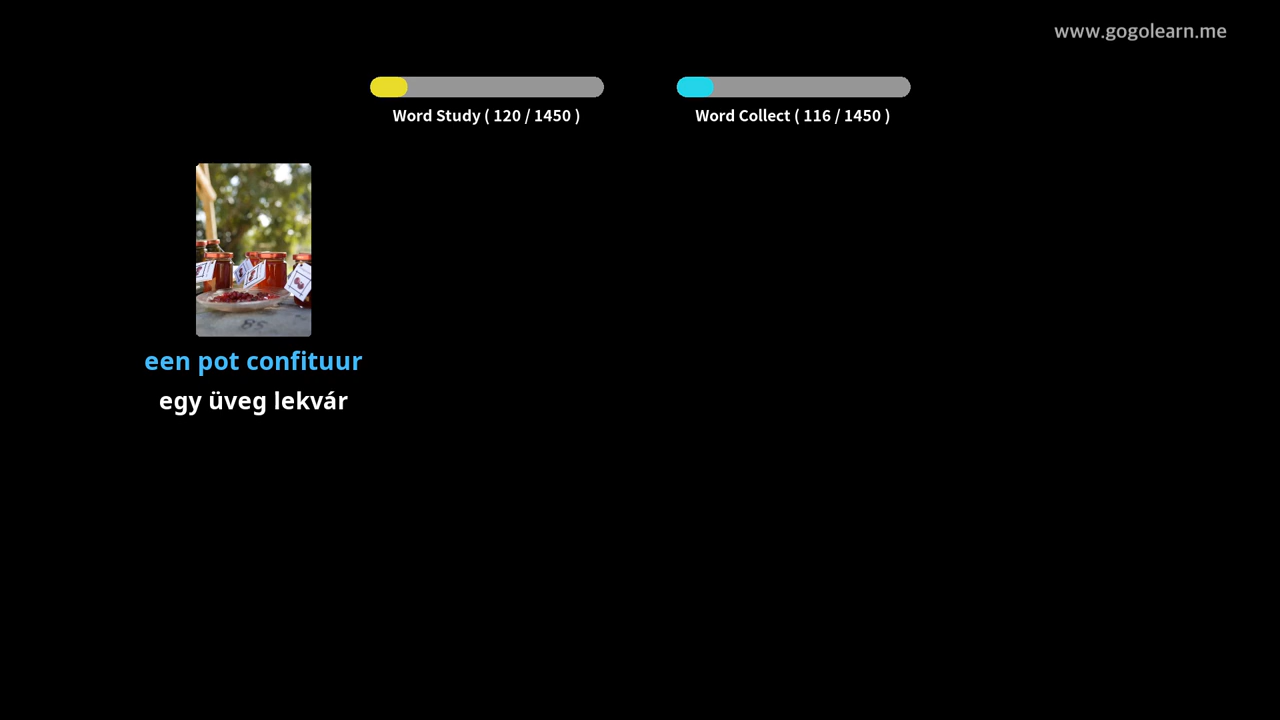 www.gogolearn.me
Word Study ( 120 / 1450 )
Word Collect ( 116 / 1450 )
een pot confituur
egy üveg lekvár